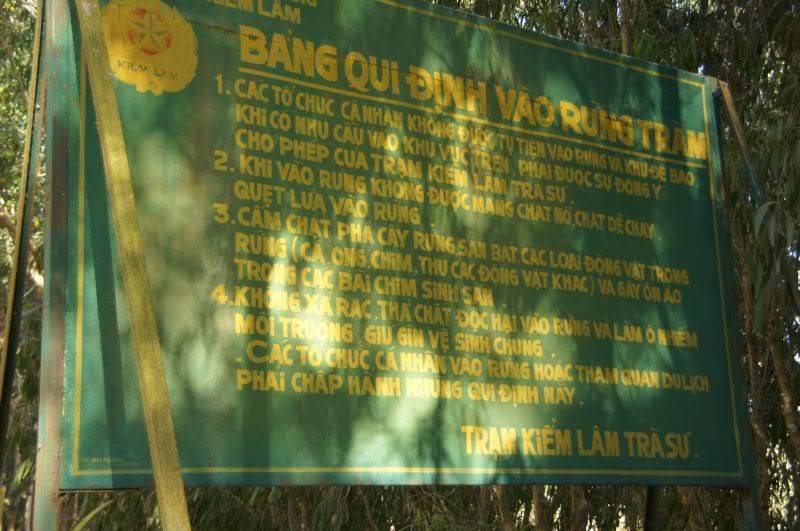 KIỂM LÂM
KIỂM LÂM
BẢNG QUI ĐỊNH VÀO RỪNG TRÀM
1. CÁC TỔ CHỨC, CÁ NHÂN KHÔNG ĐƯỢC TỰ TIỆN VÀO RỪNG VÀ KHU ĐÊ BAO
KHI CÓ NHU CẦU VÀO KHU VỰC TRÊN, PHẢI ĐƯỢC SỰ ĐỒNG Ý
CHO PHÉP CỦA TRẠM KIỂM LÂM TRÀ SƯ.
2. KHI VÀO RỪNG KHÔNG ĐƯỢC MANG CHẤT NỔ, CHẤT DỄ CHÁY
QUẸT LỬA VÀO RỪNG
3. CẤM CHẶT PHÁ CÂY RỪNG, SĂN BẮT CÁC LOẠI ĐỘNG VẬT TRONG
RỪNG (CÁ, ONG, CHIM, THÚ CÁC ĐỘNG VẬT KHÁC) VÀ GÂY ỒN ÀO
TRONG CÁC BÃI CHIM SINH SẢN
4. KHÔNG XẢ RÁC, THẢ CHẤT ĐỘC HẠI VÀO RỪNG VÀ LÀM Ô NHIỄM
MÔI TRƯỜNG, GIỮ GÌN VỆ SINH CHUNG.
. CÁC TỔ CHỨC, CÁ NHÂN VÀO RỪNG HOẶC THAM QUAN DU LỊCH
PHẢI CHẤP HÀNH NHỮNG QUI ĐỊNH NÀY.
TRẠM KIỂM LÂM TRÀ SƯ.